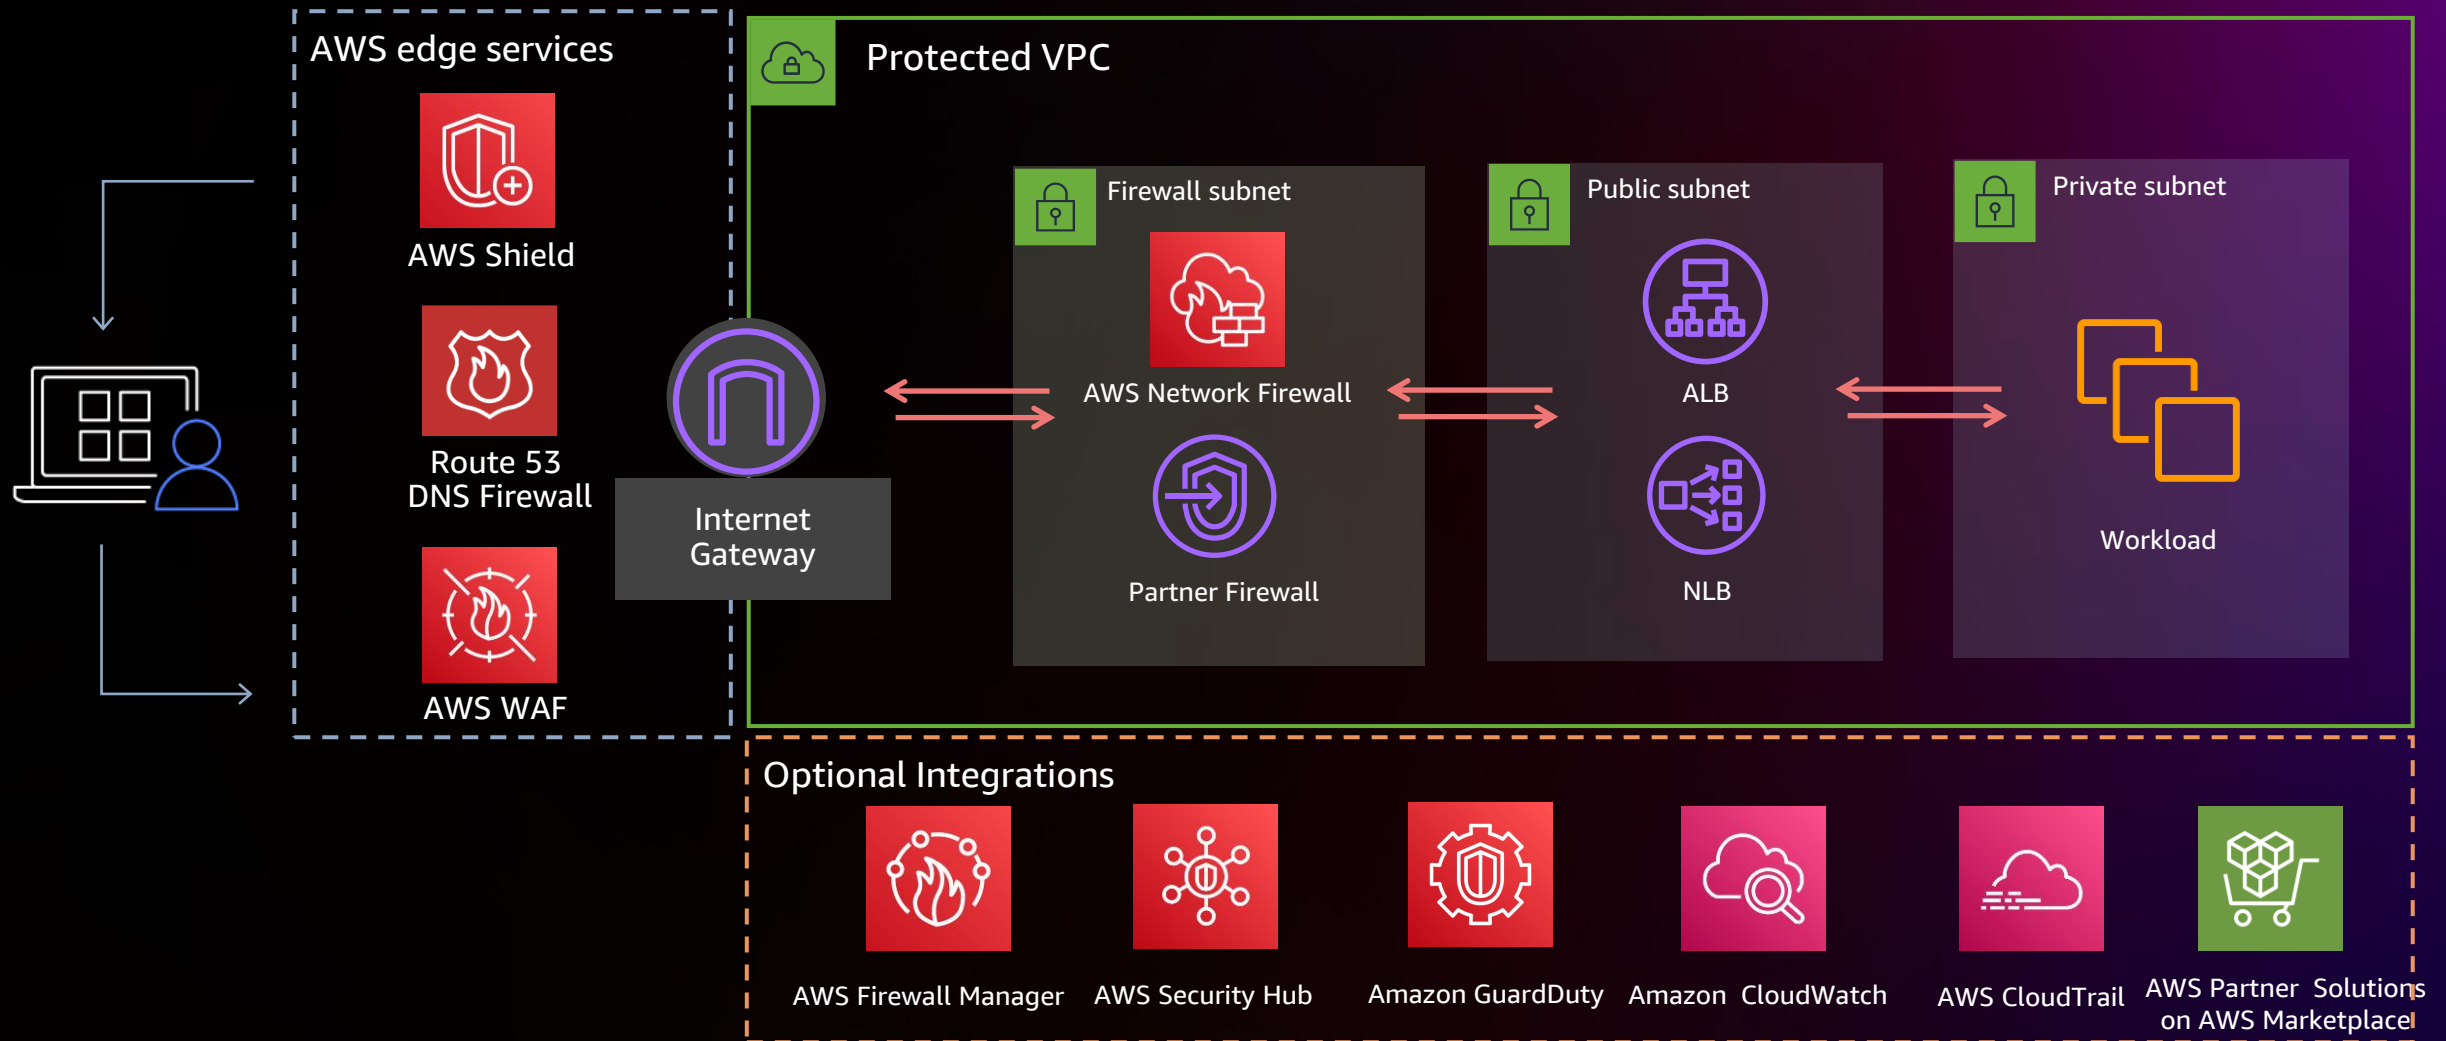 AWS edge services
AWS Shield
Route 53
DNS Firewall
AWS WAF
Internet
Gateway
Protected VPC
Firewall subnet
AWS Network Firewall
Partner Firewall
Public subnet
ALB
NLB
Private subnet
Workload
Optional Integrations
AWS Firewall Manager
AWS Security Hub
Amazon GuardDuty
Amazon CloudWatch
AWS CloudTrail
AWS Partner Solutions
on AWS Marketplace